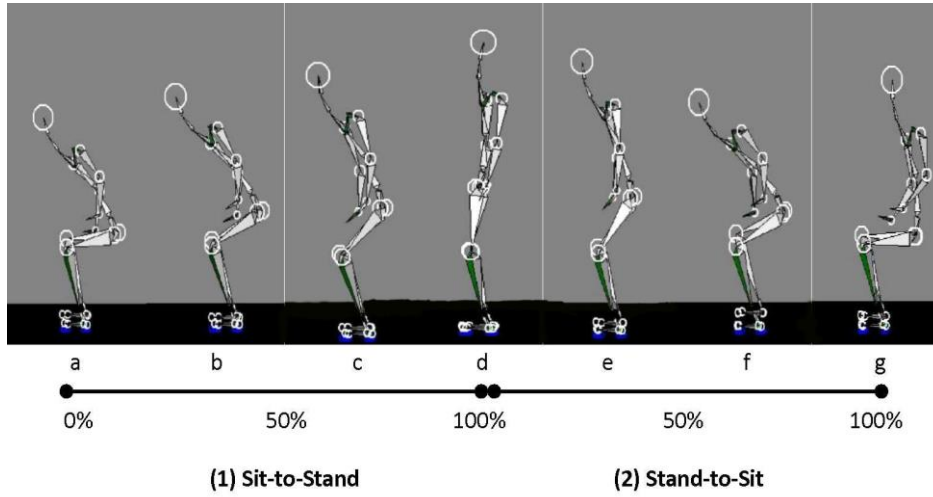 a b c d e f g
0% 50% 100% 50% 100%
(1) Sit-to-Stand (2) Stand-to-Sit